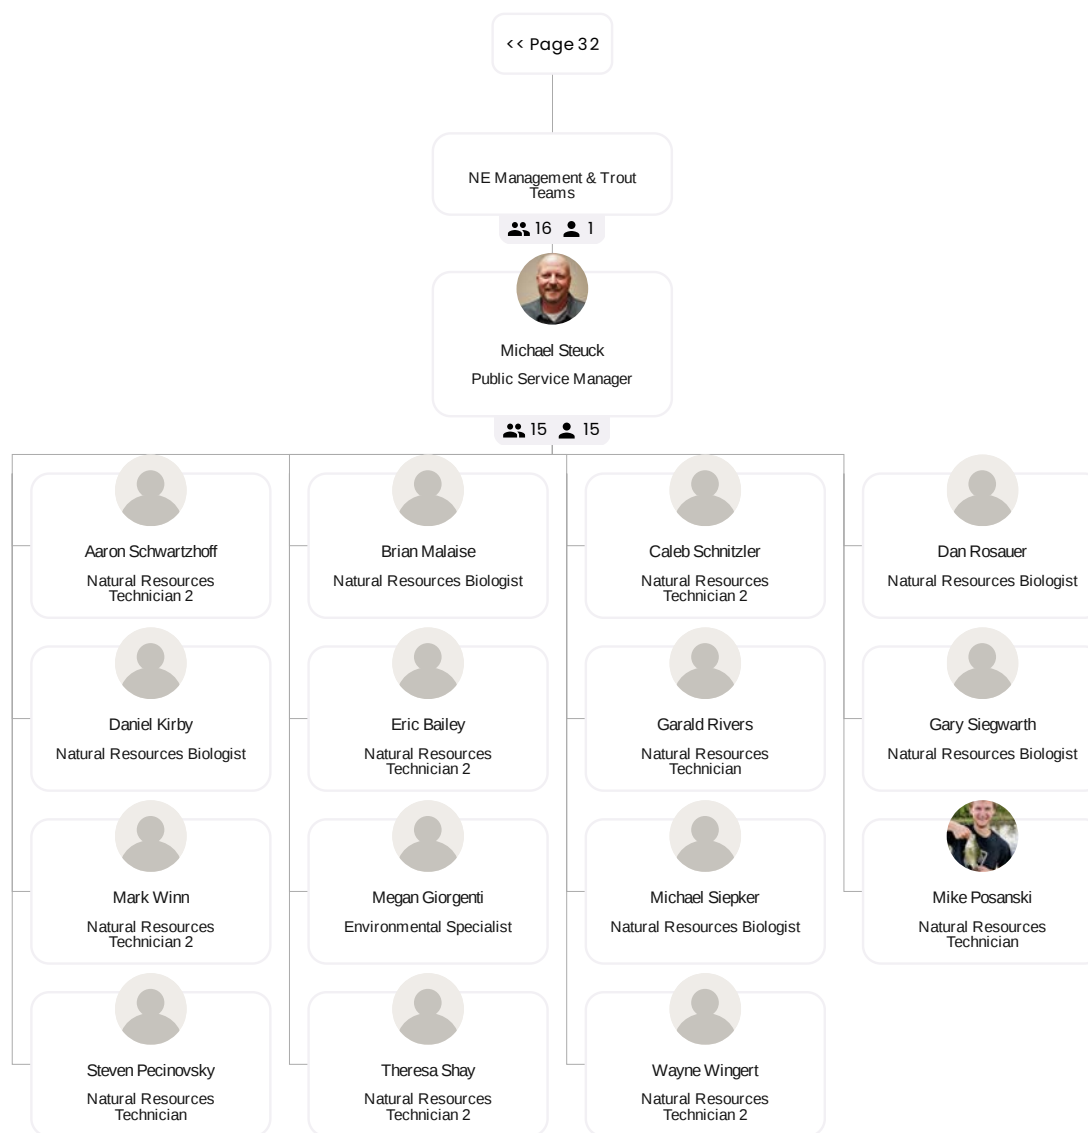 << Page 32
NE Management & Trout
Teams
16 1
Michael Steuck
Public Service Manager
15 15
Aaron Schwartzhoff
Natural Resources
Technician 2
Brian Malaise
Natural Resources Biologist
Caleb Schnitzler
Natural Resources
Technician 2
Dan Rosauer
Natural Resources Biologist
Daniel Kirby
Natural Resources Biologist
Eric Bailey
Natural Resources
Technician 2
Garald Rivers
Natural Resources
Technician
Gary Siegwarth
Natural Resources Biologist
Mark Winn
Natural Resources
Technician 2
Megan Giorgenti
Environmental Specialist
Michael Siepker
Natural Resources Biologist
Mike Posanski
Natural Resources
Technician
Steven Pecinovsky
Natural Resources
Technician
Theresa Shay
Natural Resources
Technician 2
Wayne Wingert
Natural Resources
Technician 2